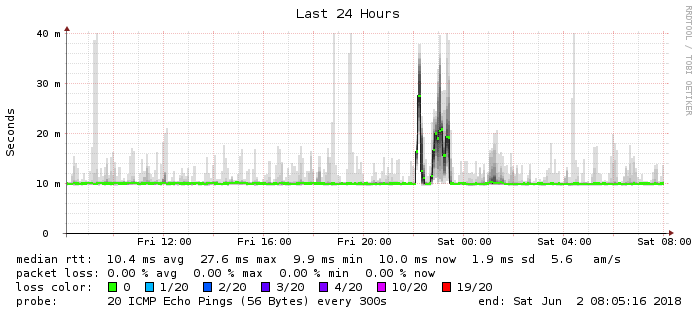 Last 24 Hours
RRDTOOL / TOBI OETIKER
Seconds
40 m
30 m
20 m
10 m
0
Fri 12:00 Fri 16:00 Fri 20:00 Sat 00:00 Sat 04:00 Sat 08:00
median rtt: 10.4 ms avg 27.6 ms max 9.9 ms min 10.0 ms now 1.9 ms sd 5.6 am/s
packet loss: 0.00 % avg 0.00 % max 0.00 % min 0.00 % now
loss color: 0 1/20 2/20 3/20 4/20 10/20 19/20
probe: 20 ICMP Echo Pings (56 Bytes) every 300s end: Sat Jun 2 08:05:16 2018